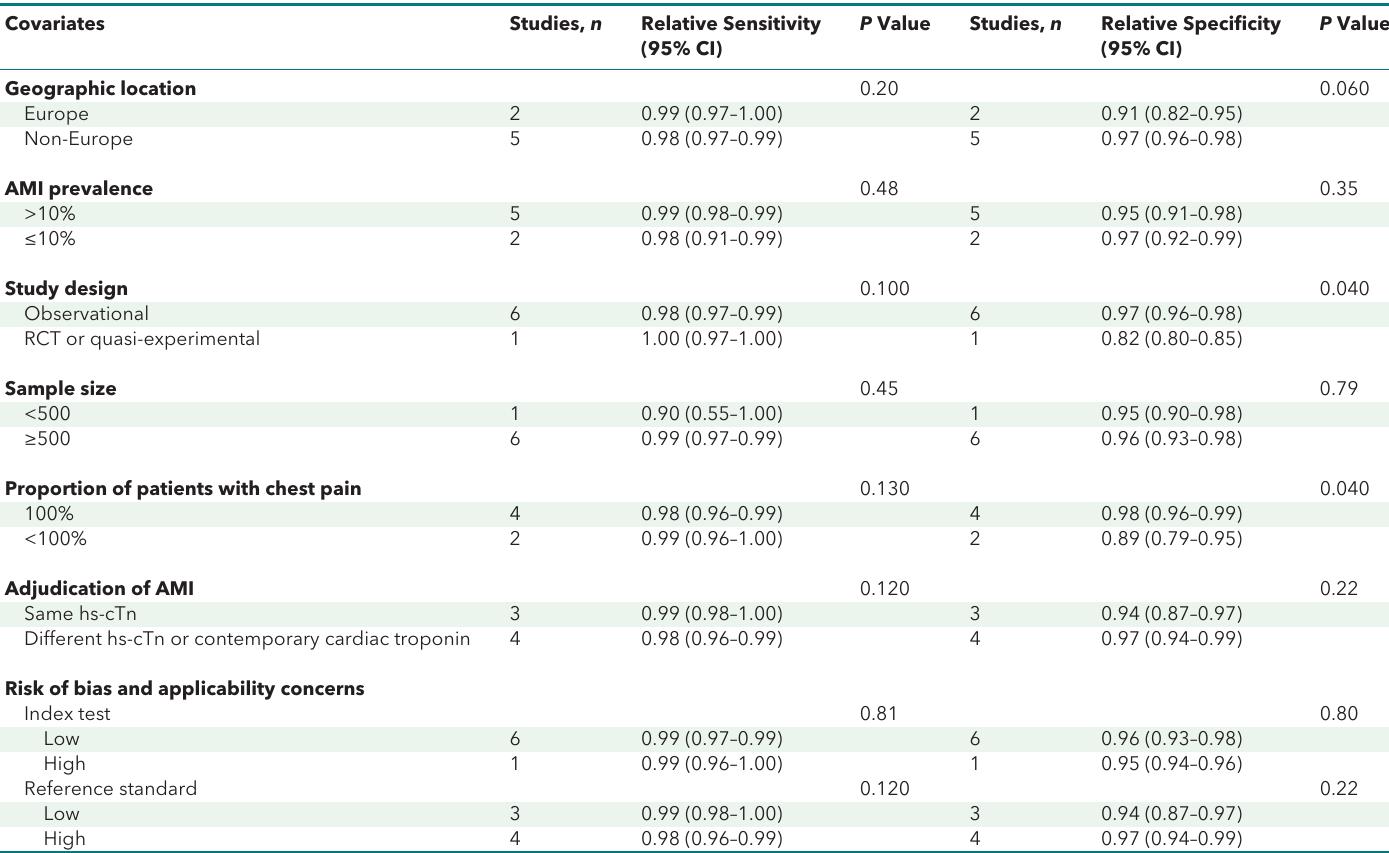 Covariates Studies, n Relative Sensitivity (95% CI) P Value Studies, n Relative Specificity (95% CI) P Value
Geographic location 0.20 0.060
Europe 2 0.99 (0.97–1.00) 2 0.91 (0.82–0.95)
Non-Europe 5 0.98 (0.97–0.99) 5 0.97 (0.96–0.98)
AMI prevalence 0.48 0.35
>10% 5 0.99 (0.98–0.99) 5 0.95 (0.91–0.98)
≤10% 2 0.98 (0.91–0.99) 2 0.97 (0.92–0.99)
Study design 0.100 0.040
Observational 6 0.98 (0.97–0.99) 6 0.97 (0.96–0.98)
RCT or quasi-experimental 1 1.00 (0.97–1.00) 1 0.82 (0.80–0.85)
Sample size 0.45 0.79
<500 1 0.90 (0.55–1.00) 1 0.95 (0.90–0.98)
≥500 6 0.99 (0.97–0.99) 6 0.96 (0.93–0.98)
Proportion of patients with chest pain 0.130 0.040
100% 4 0.98 (0.96–0.99) 4 0.98 (0.96–0.99)
<100% 2 0.99 (0.96–1.00) 2 0.89 (0.79–0.95)
Adjudication of AMI 0.120 0.22
Same hs-cTn 3 0.99 (0.98–1.00) 3 0.94 (0.87–0.97)
Different hs-cTn or contemporary cardiac troponin 4 0.98 (0.96–0.99) 4 0.97 (0.94–0.99)
Risk of bias and applicability concerns
Index test 0.81 0.80
Low 6 0.99 (0.97–0.99) 6 0.96 (0.93–0.98)
High 1 0.99 (0.96–1.00) 1 0.95 (0.94–0.96)
Reference standard 0.120 0.22
Low 3 0.99 (0.98–1.00) 3 0.94 (0.87–0.97)
High 4 0.98 (0.96–0.99) 4 0.97 (0.94–0.99)